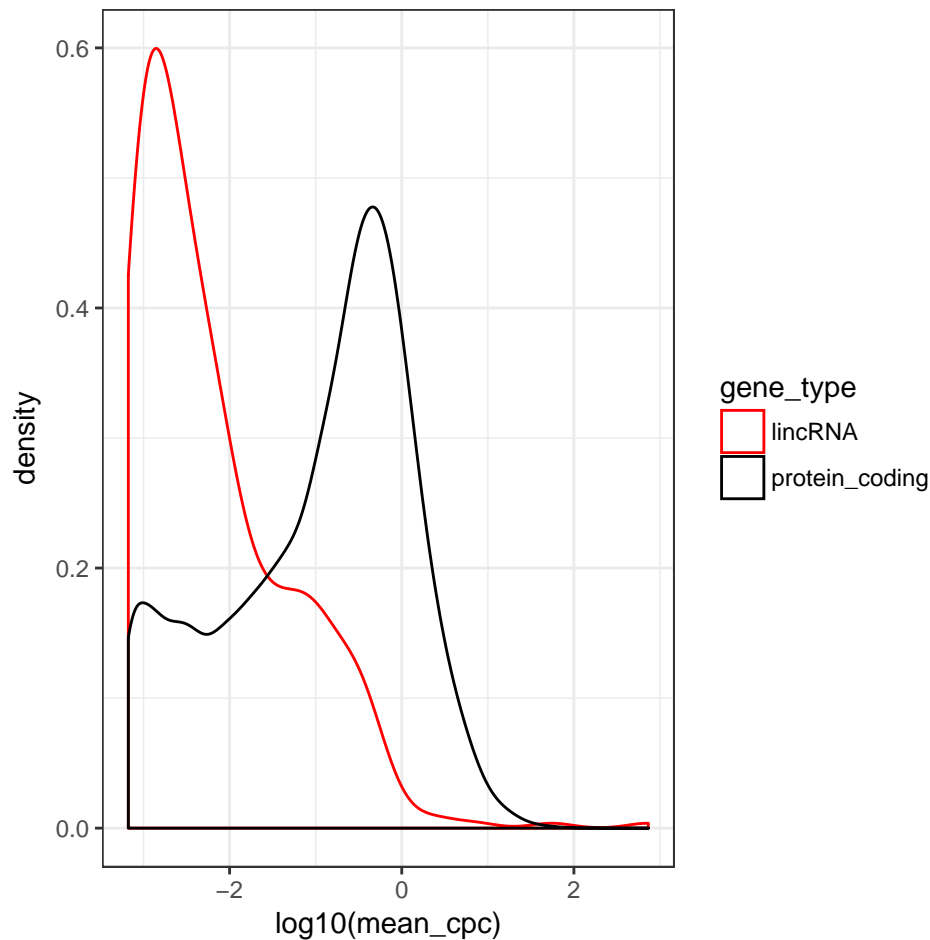 0.6
0.4
0.2
0.0
density
−2
0
2
log10(mean_cpc)
gene_type
lincRNA
protein_coding